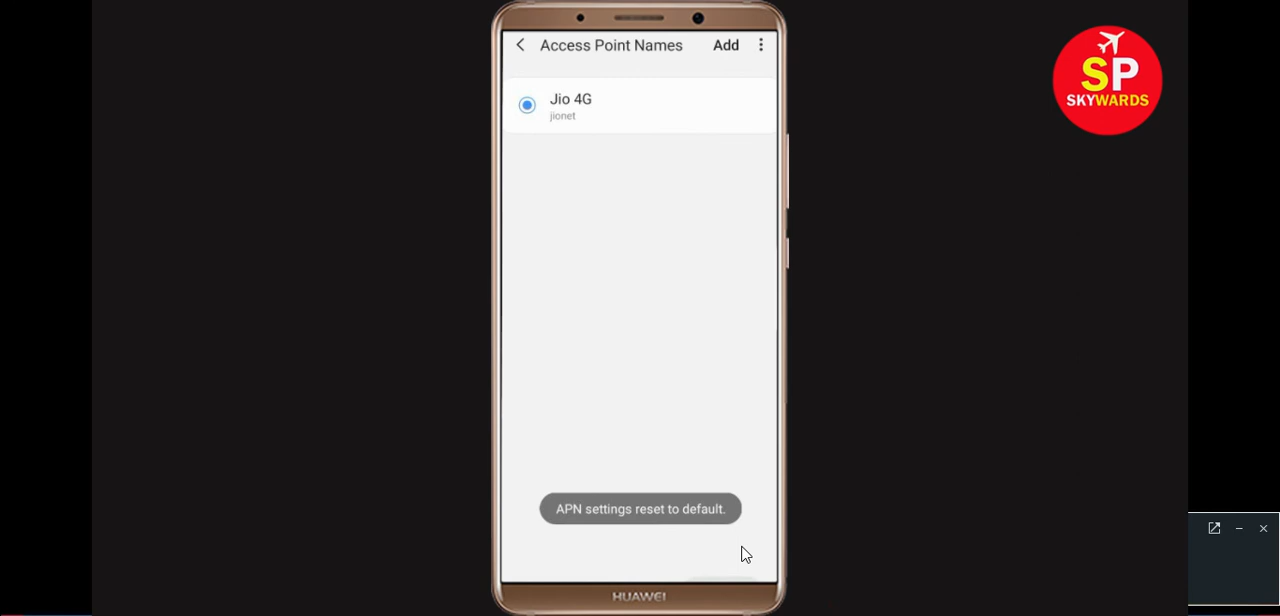 Access Point Names
Add
Jio 4G
jionet
APN settings reset to default.
HUAWEI
SP
SKYWARDS